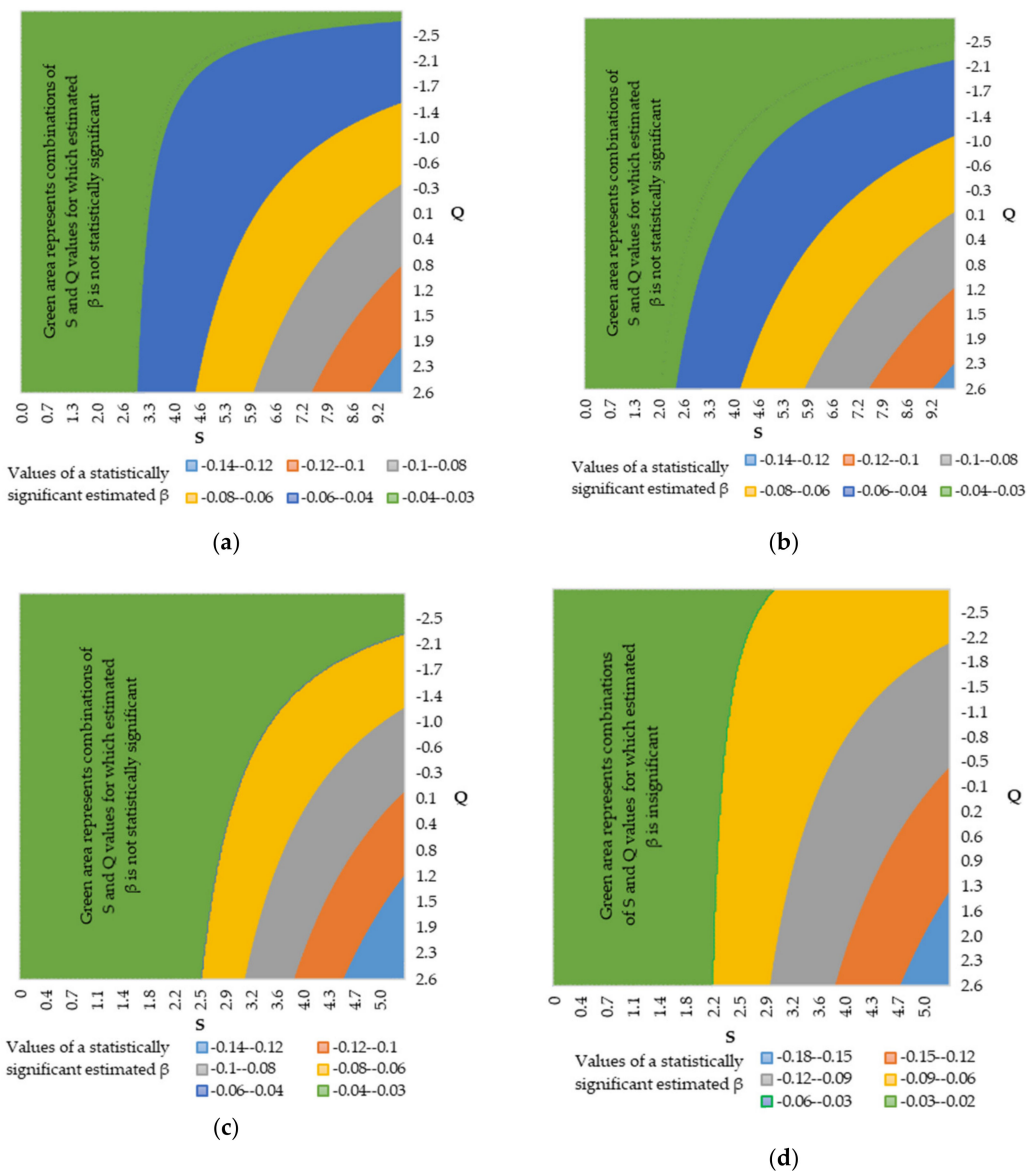 Green area represents combinations of
S and Q values for which estimated
β is not statistically significant
-2.5
-2.1
-1.7
-1.4
-1.0
-0.6
-0.3
0.1
0.4
0.8
1.2
1.5
1.9
2.3
2.6
Q
0.0 0.7 1.3 2.0 2.6 3.3 4.0 4.6 5.3 5.9 6.6 7.2 7.9 8.6 9.2
S
Values of a statistically
significant estimated β
-0.14--0.12 -0.12--0.1 -0.1--0.08
-0.08--0.06 -0.06--0.04 -0.04--0.03
(a)
Green area represents combinations of
S and Q values for which estimated
β is not statistically significant
-2.5
-2.1
-1.7
-1.4
-1.0
-0.6
-0.3
0.1
0.4
0.8
1.2
1.5
1.9
2.3
2.6
Q
0.0 0.7 1.3 2.0 2.6 3.3 4.0 4.6 5.3 5.9 6.6 7.2 7.9 8.6 9.2
S
Values of a statistically
significant estimated β
-0.14--0.12 -0.12--0.1 -0.1--0.08
-0.08--0.06 -0.06--0.04 -0.04--0.03
(b)
Green area represents combinations of
S and Q values for which estimated
β is not statistically significant
-2.5
-2.1
-1.7
-1.4
-1.0
-0.6
-0.3
0.1
0.4
0.8
1.2
1.5
1.9
2.3
2.6
Q
0 0.4 0.7 1.1 1.4 1.8 2.2 2.5 2.9 3.2 3.6 4.0 4.3 4.7 5.0
S
Values of a statistically
significant estimated β
-0.14--0.12 -0.12--0.1
-0.1--0.08 -0.08--0.06
-0.06--0.04 -0.04--0.03
(c)
Green area represents combinations
of S and Q values for which estimated
β is insignificant
-2.5
-2.2
-1.8
-1.5
-1.1
-0.8
-0.5
-0.1
0.2
0.6
0.9
1.3
1.6
2.0
2.3
2.6
Q
0 0.4 0.7 1.1 1.4 1.8 2.2 2.5 2.9 3.2 3.6 4.0 4.3 4.7 5.0
S
Values of a statistically
significant estimated β
-0.18--0.15 -0.15--0.12
-0.12--0.09 -0.09--0.06
-0.06--0.03 -0.03--0.02
(d)